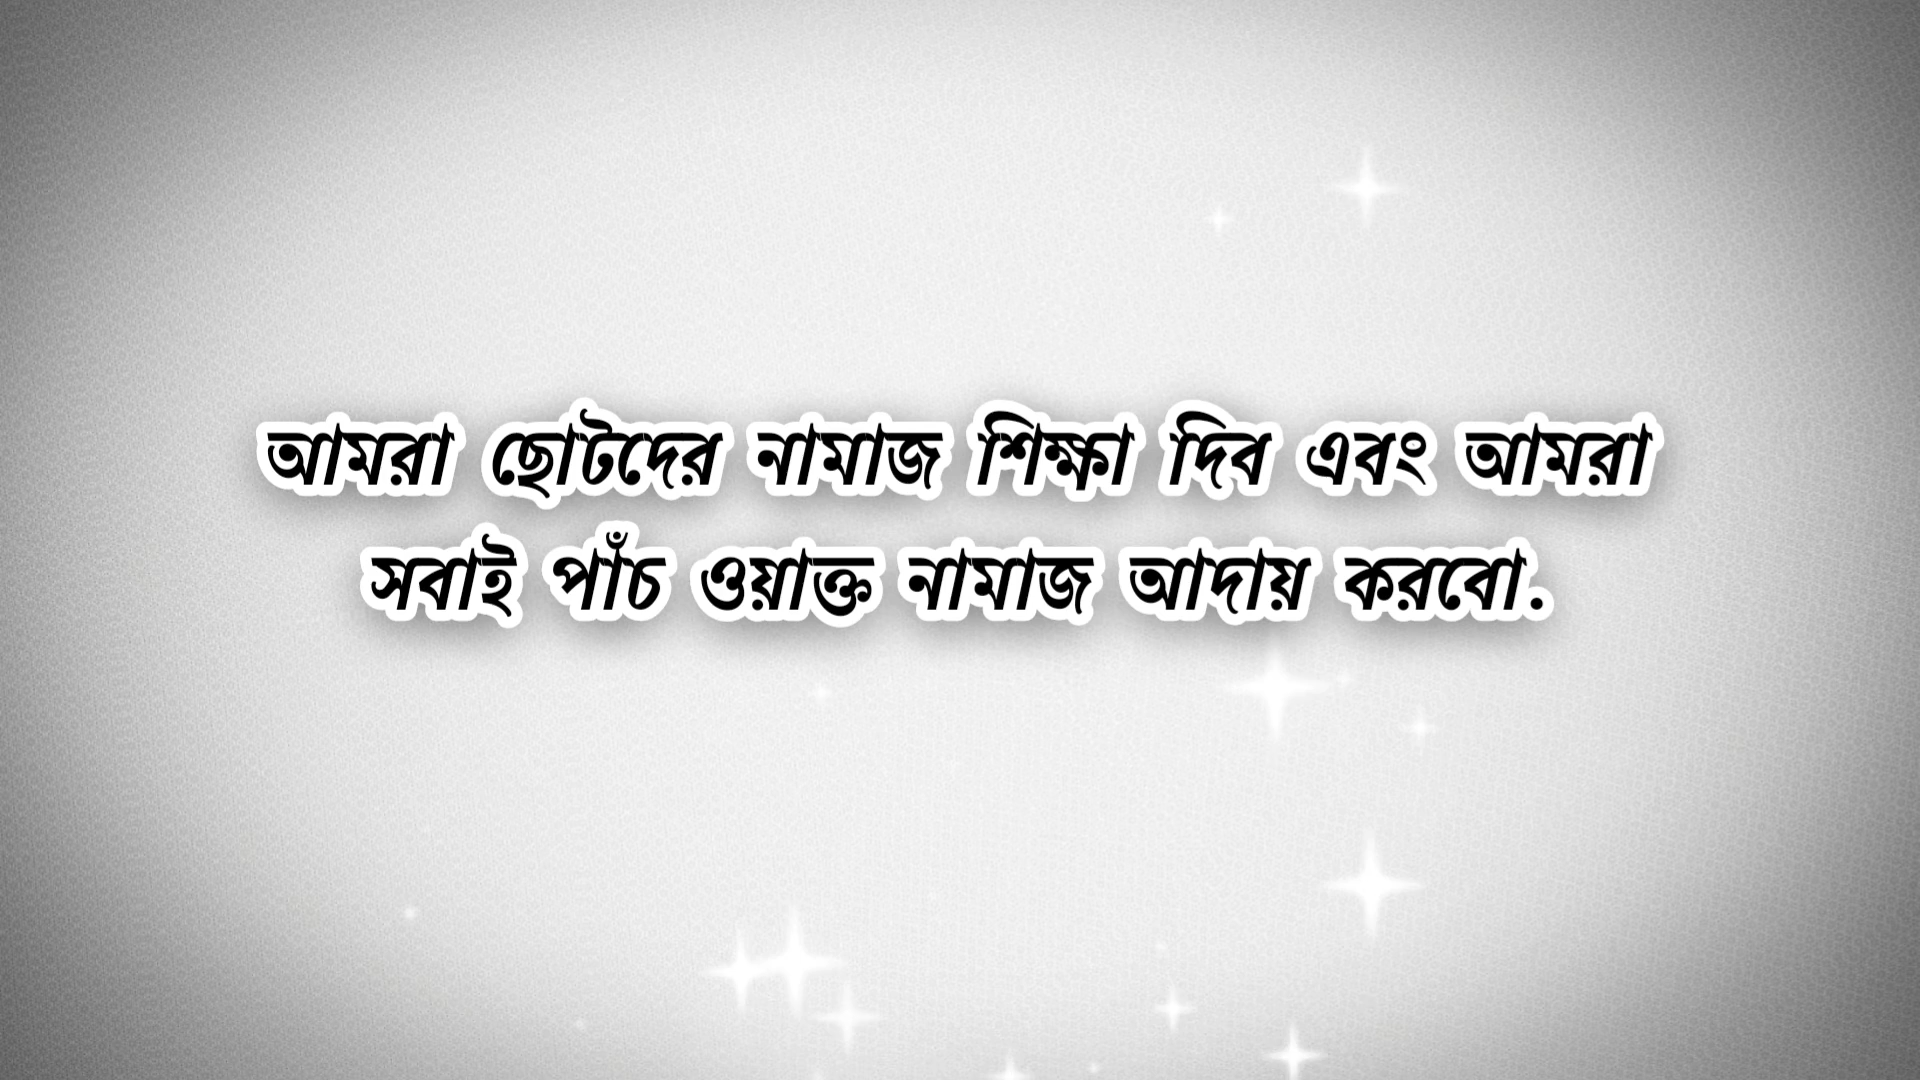 আমরা ছোটদের নামাজ শিক্ষা দিব এবং আমরা
সবাই পাঁচ ওয়াক্ত নামাজ আদায় করবো.